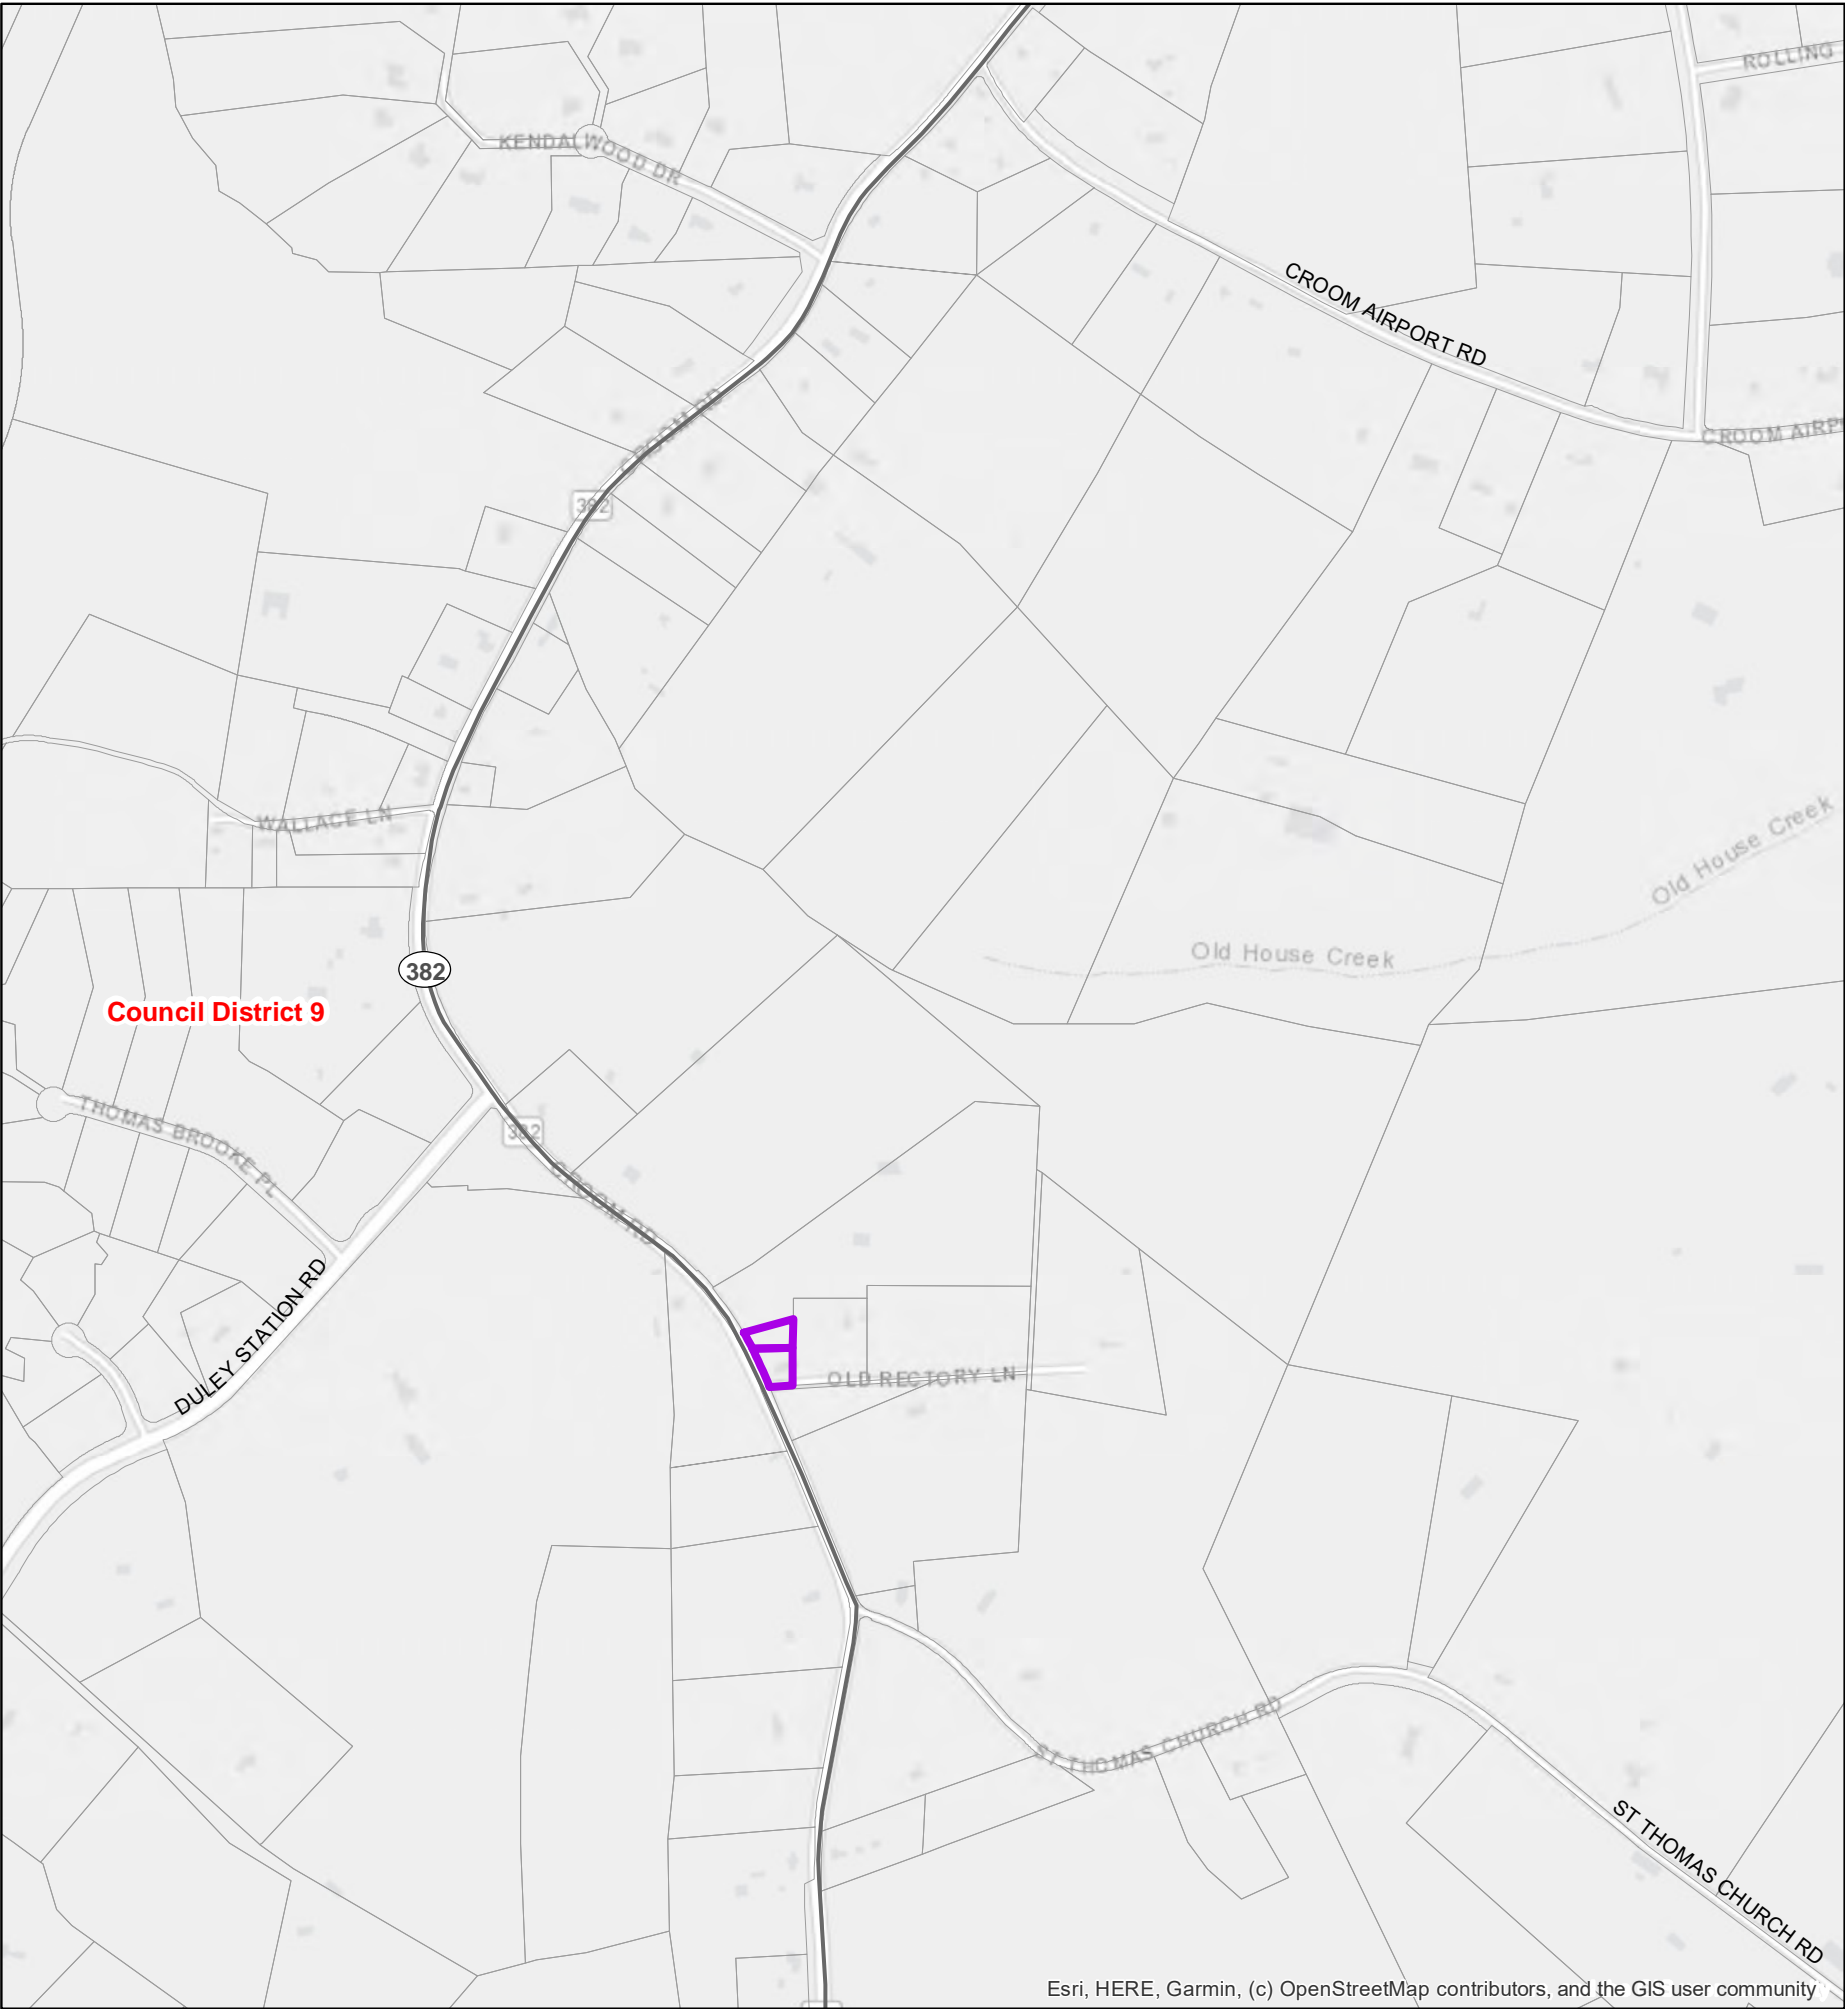 ROLLING
KENDALWOOD DR
CROOM AIRPORT RD
CROOM RD
CROOM AIRP
382
Old House Creek
WALLACE LN
Old House Creek
382
Council District 9
THOMAS BROOKE PL
382
CROOM RD
DULEY STATION RD
OLD RECTORY LN
ST THOMAS CHURCH RD
ST THOMAS CHURCH RD
Esri, HERE, Garmin, (c) OpenStreetMap contributors, and the GIS user community